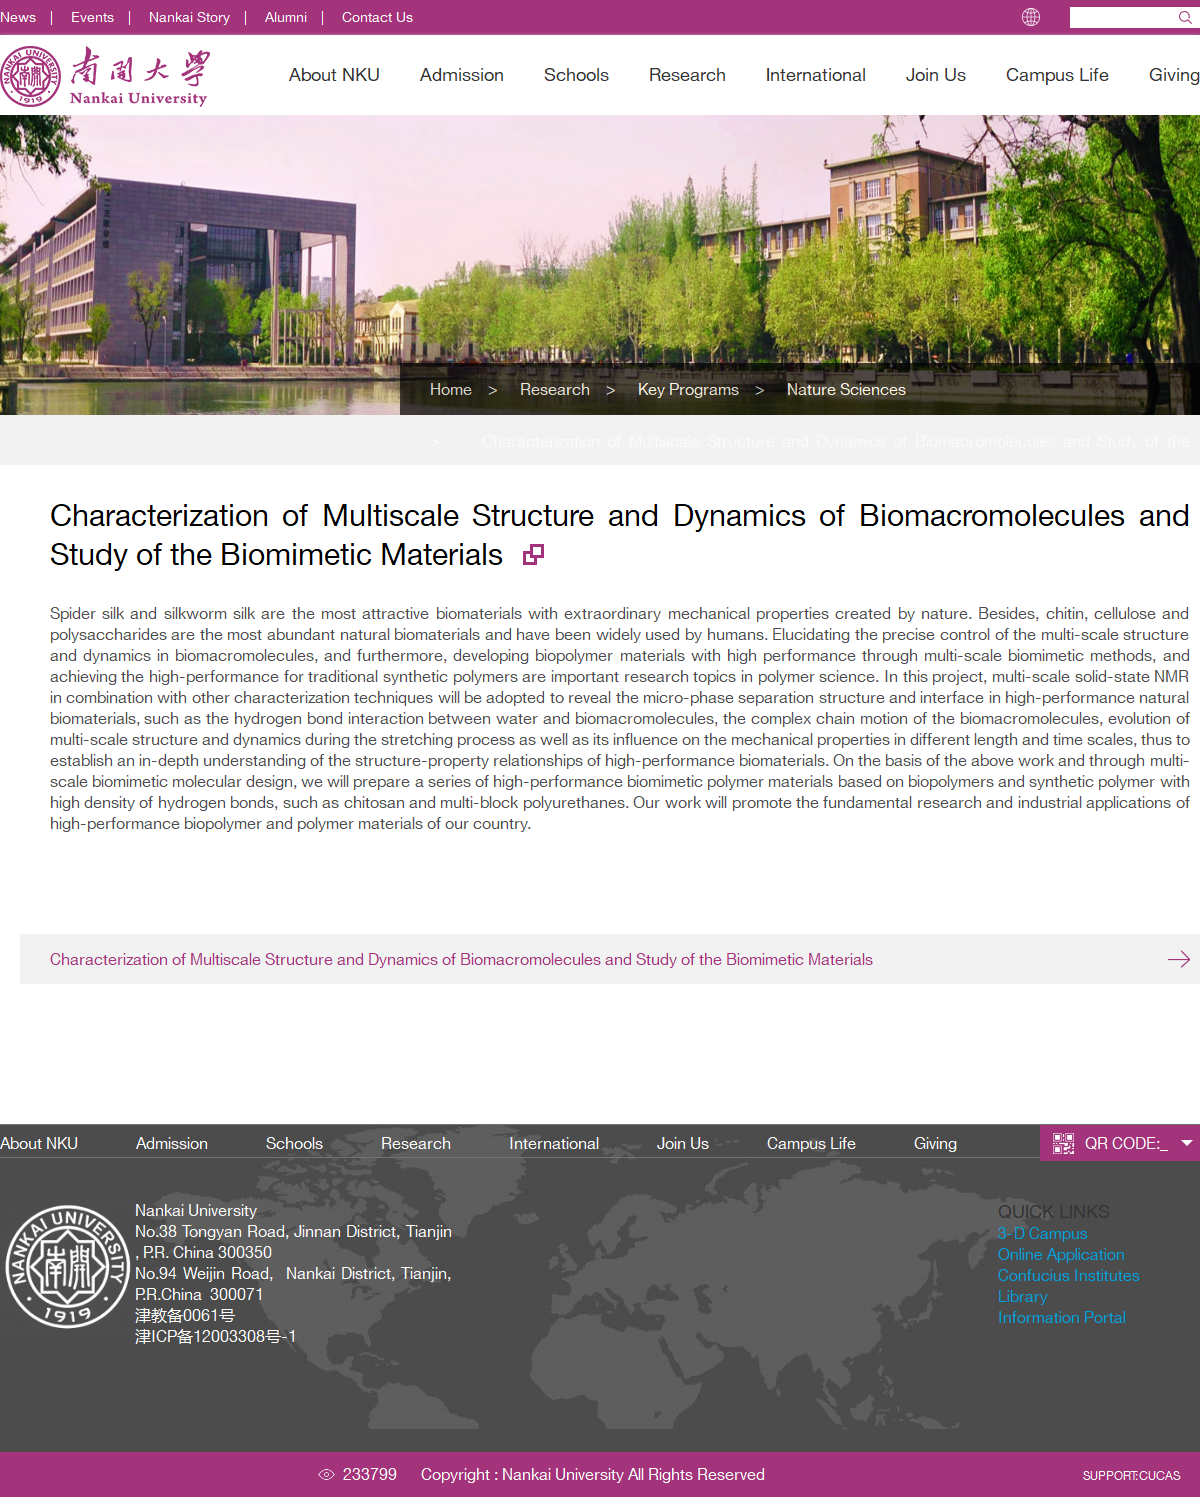 News | Events | Nankai Story | Alumni | Contact Us
南開大學
Nankai University
NANKAI UNIVERSITY
1919
About NKU Admission Schools Research International Join Us Campus Life Giving
Home > Research > Key Programs > Nature Sciences
> Characterization of Multiscale Structure and Dynamics of Biomacromolecules and Study of the
Characterization of Multiscale Structure and Dynamics of Biomacromolecules and
Study of the Biomimetic Materials
Spider silk and silkworm silk are the most attractive biomaterials with extraordinary mechanical properties created by nature. Besides, chitin, cellulose and
polysaccharides are the most abundant natural biomaterials and have been widely used by humans. Elucidating the precise control of the multi-scale structure
and dynamics in biomacromolecules, and furthermore, developing biopolymer materials with high performance through multi-scale biomimetic methods, and
achieving the high-performance for traditional synthetic polymers are important research topics in polymer science. In this project, multi-scale solid-state NMR
in combination with other characterization techniques will be adopted to reveal the micro-phase separation structure and interface in high-performance natural
biomaterials, such as the hydrogen bond interaction between water and biomacromolecules, the complex chain motion of the biomacromolecules, evolution of
multi-scale structure and dynamics during the stretching process as well as its influence on the mechanical properties in different length and time scales, thus to
establish an in-depth understanding of the structure-property relationships of high-performance biomaterials. On the basis of the above work and through multi-
scale biomimetic molecular design, we will prepare a series of high-performance biomimetic polymer materials based on biopolymers and synthetic polymer with
high density of hydrogen bonds, such as chitosan and multi-block polyurethanes. Our work will promote the fundamental research and industrial applications of
high-performance biopolymer and polymer materials of our country.
Characterization of Multiscale Structure and Dynamics of Biomacromolecules and Study of the Biomimetic Materials
About NKU Admission Schools Research International Join Us Campus Life Giving
QR CODE:_
NANKAI UNIVERSITY
1919
Nankai University
No.38 Tongyan Road, Jinnan District, Tianjin
, P.R. China 300350
No.94 Weijin Road, Nankai District, Tianjin,
P.R.China 300071
津教备0061号
津ICP备12003308号-1
QUICK LINKS
3-D Campus
Online Application
Confucius Institutes
Library
Information Portal
233799 Copyright : Nankai University All Rights Reserved
SUPPORT:CUCAS